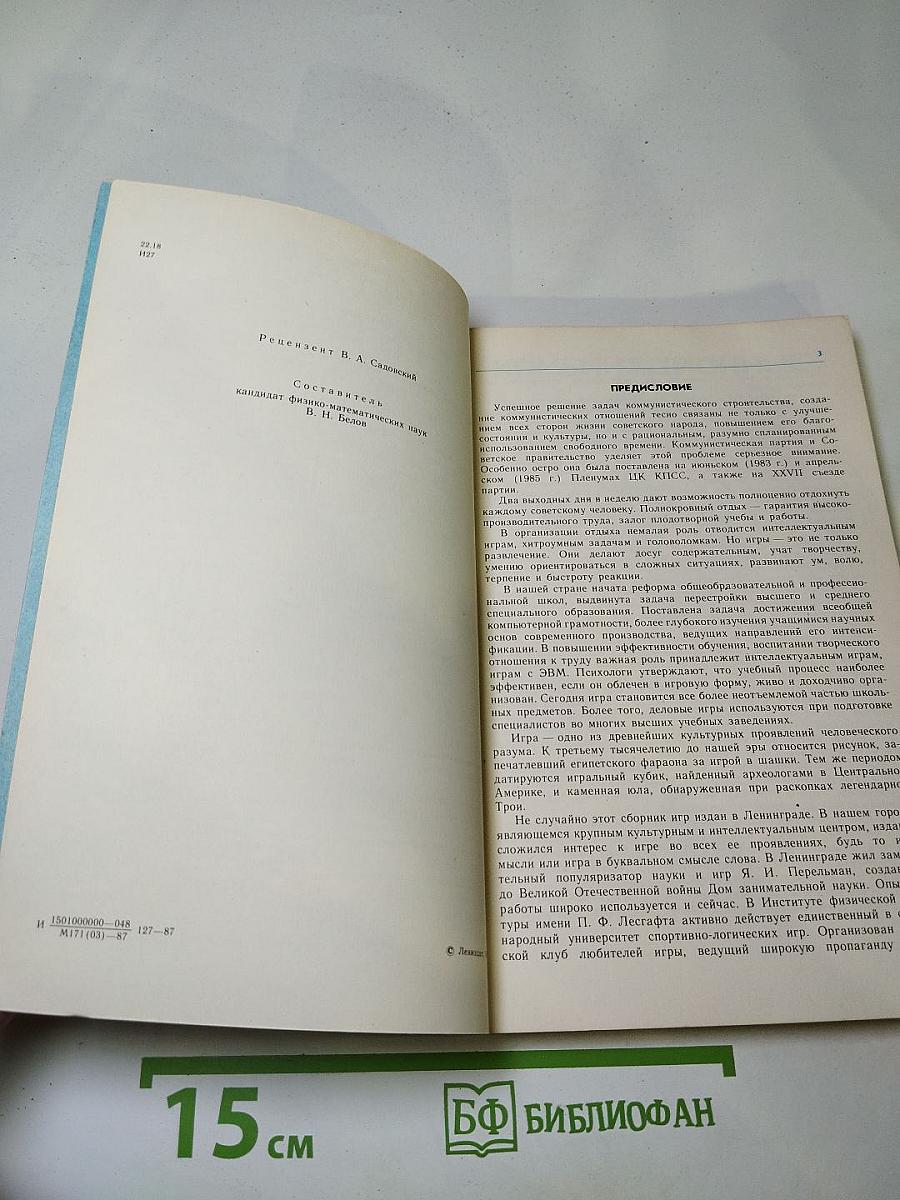 22.18
И27
Рецензент В. А. Садовский
Составитель
кандидат физико-математических наук
В. Н. Белов
И 1501000000—048 127—87
М171(03)—87
©
3
ПРЕДИСЛОВИЕ
Успешное решение задач коммунистического строительства, созда-
ние коммунистических отношений тесно связаны не только с улучше-
нием всех сторон жизни советского народа, повышением его благо-
состояния и культуры, но и с рациональным, разумно спланированным
использованием свободного времени. Коммунистическая партия и Со-
ветское правительство уделяет этой проблеме серьезное внимание.
Особенно остро она была поставлена на июньском (1983 г.) и апрель-
ском (1985 г.) Пленумах ЦК КПСС, а также на XXVII съезде
партии.
Два выходных дня в неделю дают возможность полноценно отдохнуть
каждому советскому человеку. Полнокровный отдых — гарантия высоко-
производительного труда, залог плодотворной учебы и работы.
В организации отдыха немалая роль отводится интеллектуальным
играм, хитроумным задачам и головоломкам. Но игры — это не только
развлечение. Они делают досуг содержательным, учат творчеству,
умению ориентироваться в сложных ситуациях, развивают ум, волю,
терпение и быстроту реакции.
В нашей стране начата реформа общеобразовательной и профессио-
нальной школ, выдвинута задача перестройки высшего и среднего
специального образования. Поставлена задача достижения всеобщей
компьютерной грамотности, более глубокого изучения учащимися научных
основ современного производства, ведущих направлений его интенси-
фикации. В повышении эффективности обучения, воспитании творческого
отношения к труду важная роль принадлежит интеллектуальным играм,
играм с ЭВМ. Психологи утверждают, что учебный процесс наиболее
эффективен, если он облечен в игровую форму, живо и доходчиво орга-
низован. Сегодня игра становится все более неотъемлемой частью школь-
ных предметов. Более того, деловые игры используются при подготовке
специалистов во многих высших учебных заведениях.
Игра — одно из древнейших культурных проявлений человеческого
разума. К третьему тысячелетию до нашей эры относится рисунок, за-
печатлевший египетского фараона за игрой в шашки. Тем же периодом
датируются игральный кубик, найденный археологами в Центрально
Америке, и каменная юла, обнаруженная при раскопках легендарно
Трои.
Не случайно этот сборник игр издан в Ленинграде. В нашем горо
являющемся крупным культурным и интеллектуальным центром, издан
сложился интерес к игре во всех ее проявлениях, будь то и
мысли или игра в буквальном смысле слова. В Ленинграде жил зам
тельный популяризатор науки и игр Я. И. Перельман, создав
до Великой Отечественной войны Дом занимательной науки. Опы
работы широко используется и сейчас. В Институте физической
туры имени П. Ф. Лесгафта активно действует единственный в с
народный университет спортивно-логических игр. Организован
ской клуб любителей игры, ведущий широкую пропаганду
15 см
БФ БИБЛИОФАН